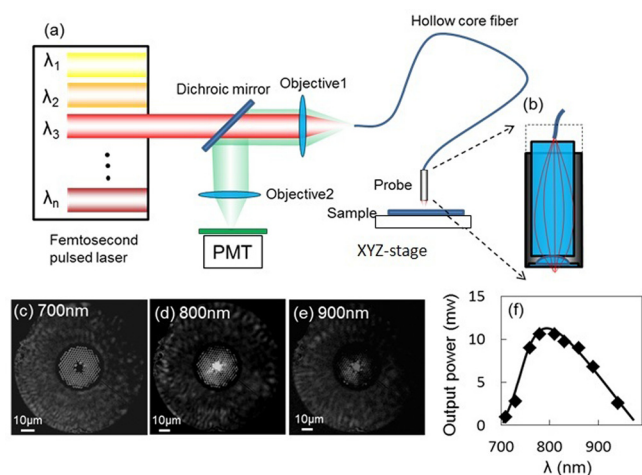 (a)
Hollow core fiber
λ1
λ2
λ3
λn
Dichroic mirror
Objective1
(b)
Objective2
Probe
Sample
PMT
XYZ-stage
Femtosecond
pulsed laser
(c) 700nm
(d) 800nm
(e) 900nm
10μm
10μm
10μm
(f)
Output power (mw)
15
10
5
0
700
800
900
λ (nm)